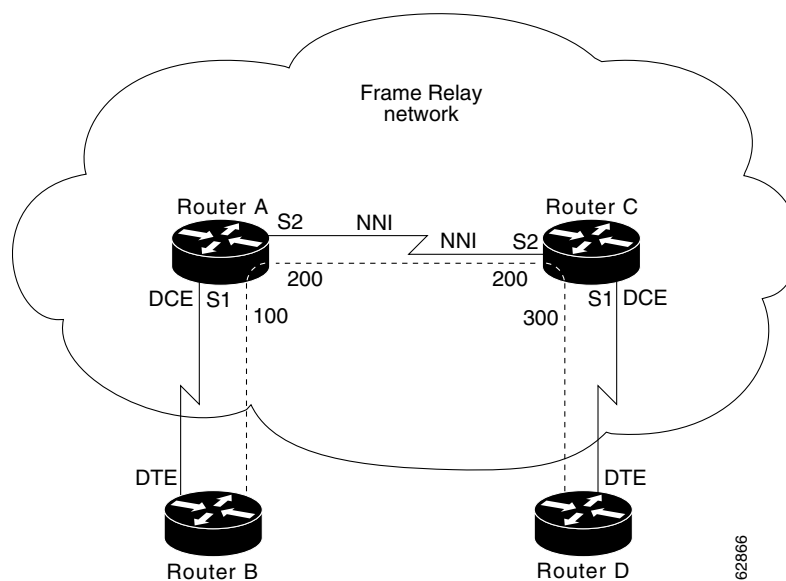 Frame Relay
network
Router A
S2
NNI
NNI
S2
Router C
200
200
DCE
S1
100
300
S1
DCE
DTE
DTE
Router B
Router D
62866